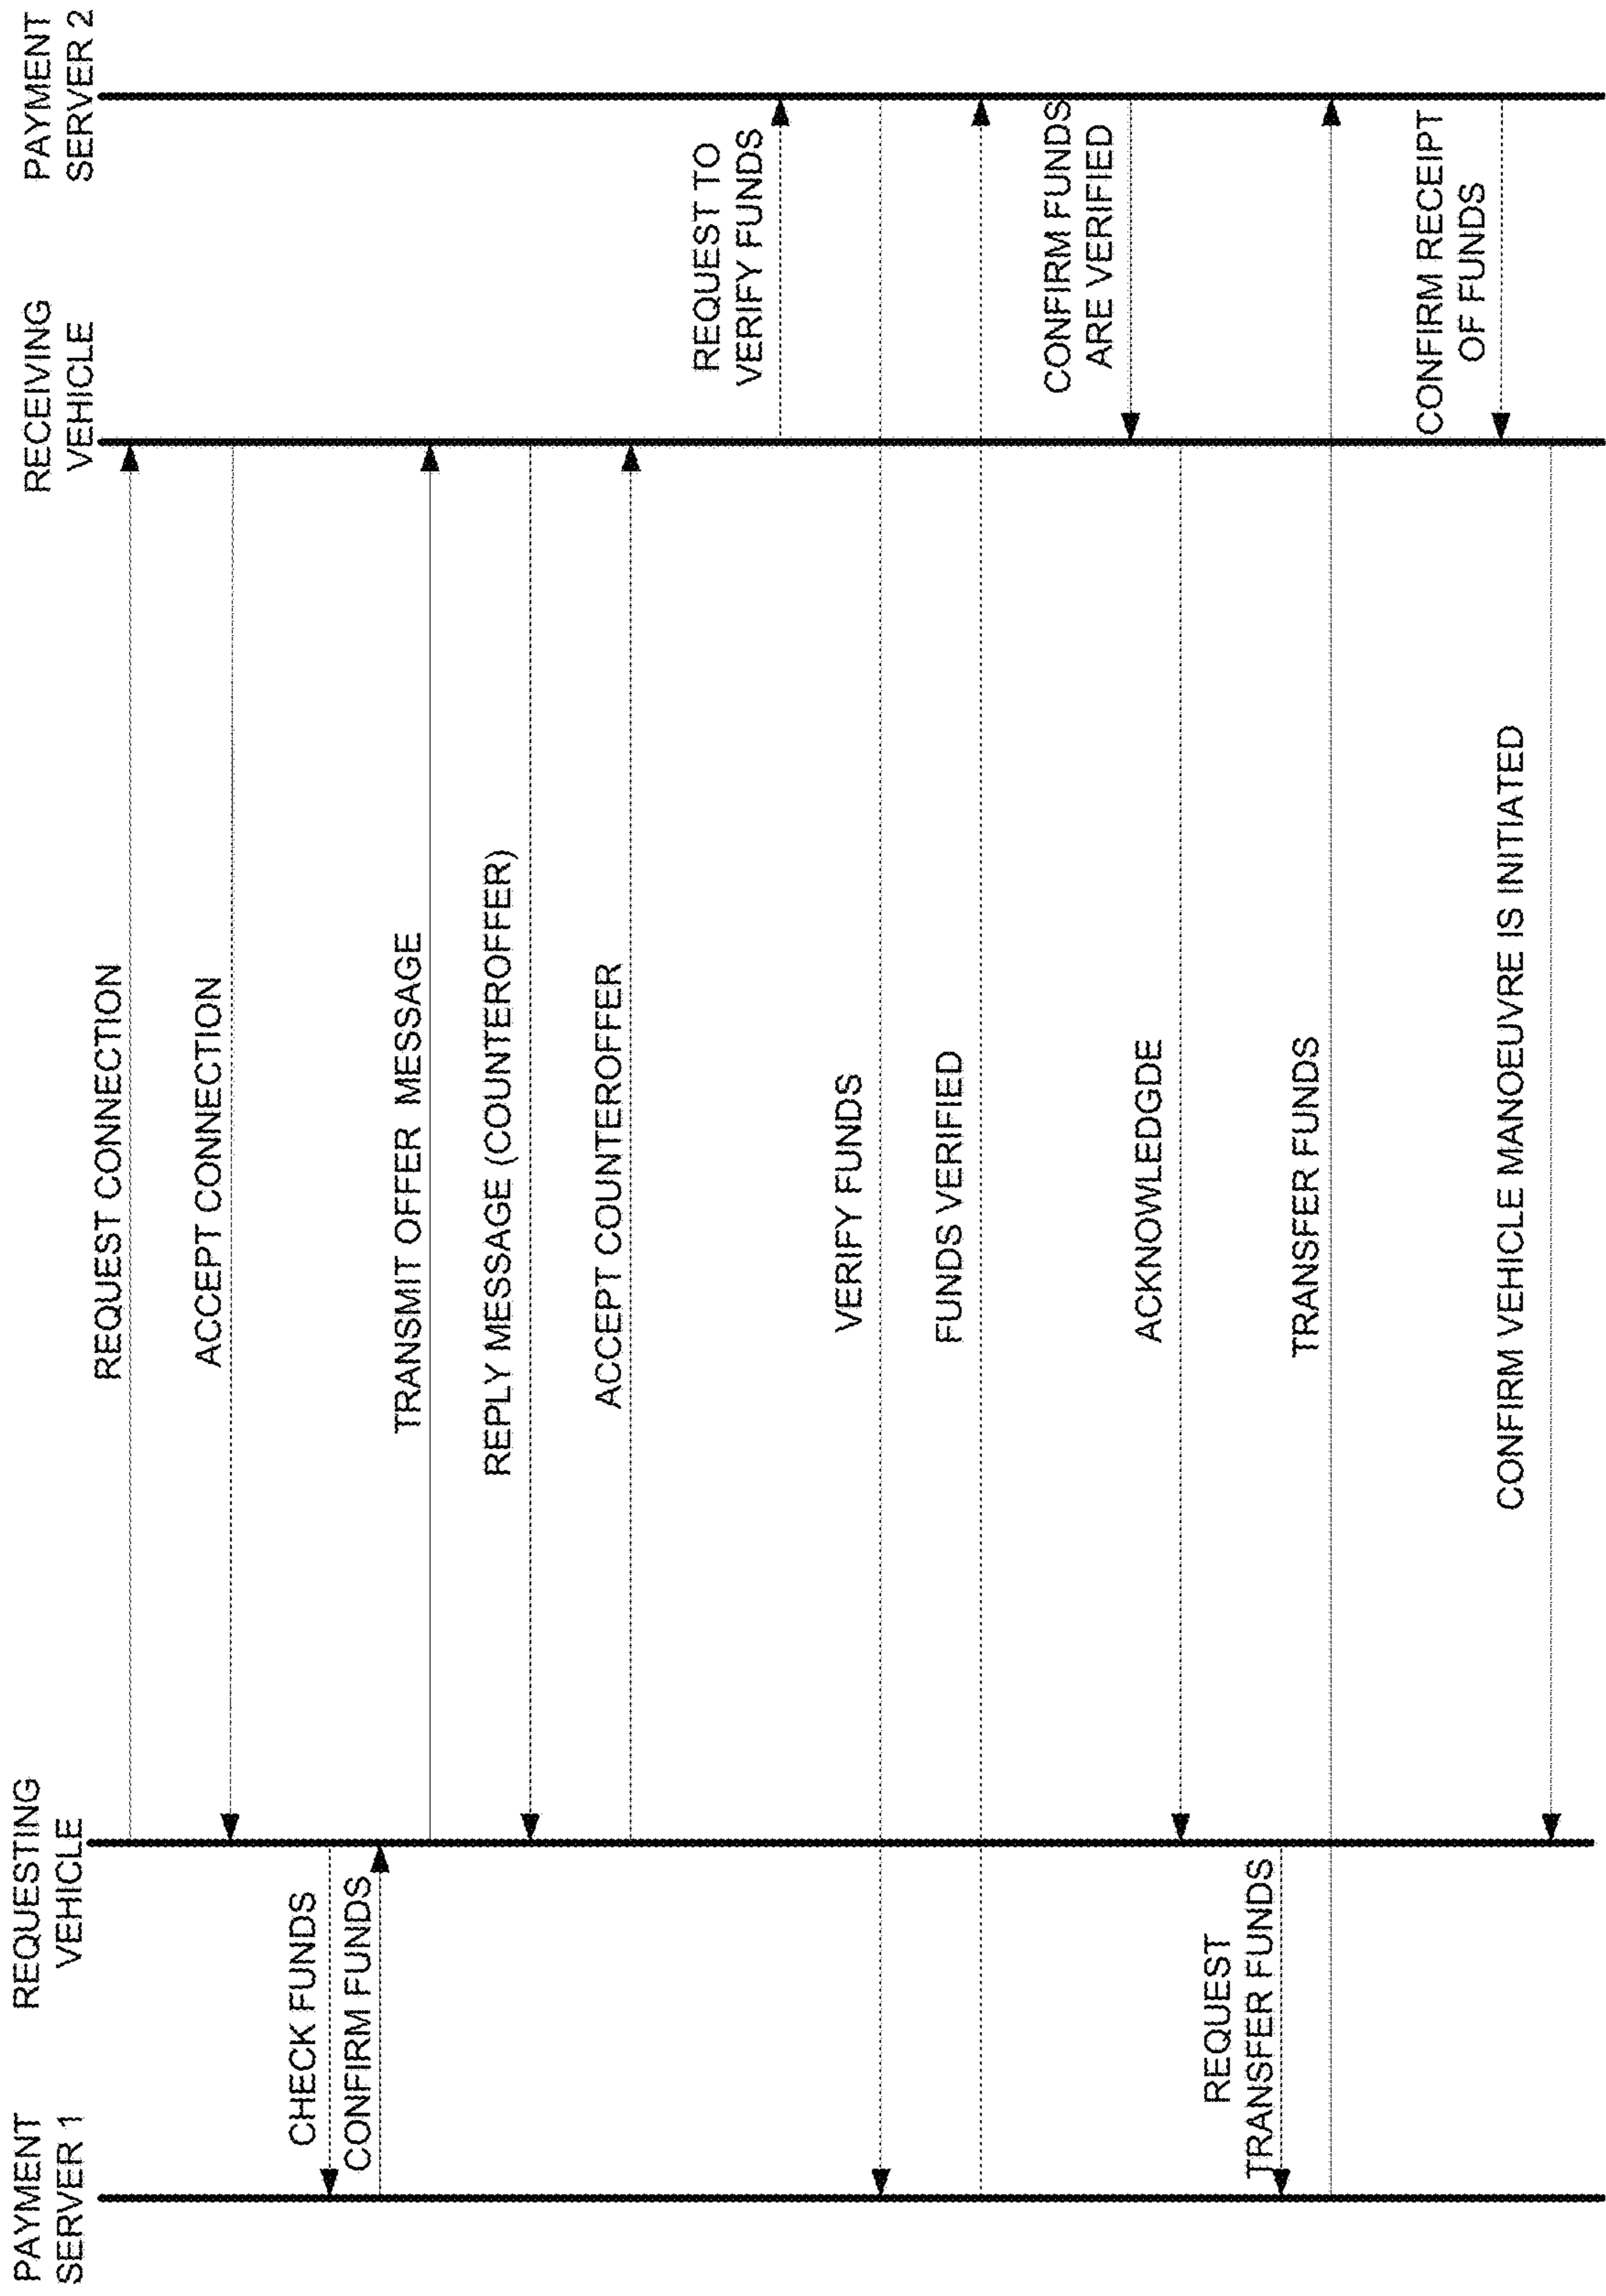 PAYMENT
SERVER 1
REQUESTING
VEHICLE
RECEIVING
VEHICLE
PAYMENT
SERVER 2
REQUEST CONNECTION
ACCEPT CONNECTION
CHECK FUNDS
CONFIRM FUNDS
TRANSMIT OFFER MESSAGE
REPLY MESSAGE (COUNTEROFFER)
ACCEPT COUNTEROFFER
REQUEST TO
VERIFY FUNDS
VERIFY FUNDS
FUNDS VERIFIED
CONFIRM FUNDS
ARE VERIFIED
ACKNOWLEDGDE
REQUEST
TRANSFER FUNDS
TRANSFER FUNDS
CONFIRM RECEIPT
OF FUNDS
CONFIRM VEHICLE MANOEUVRE IS INITIATED